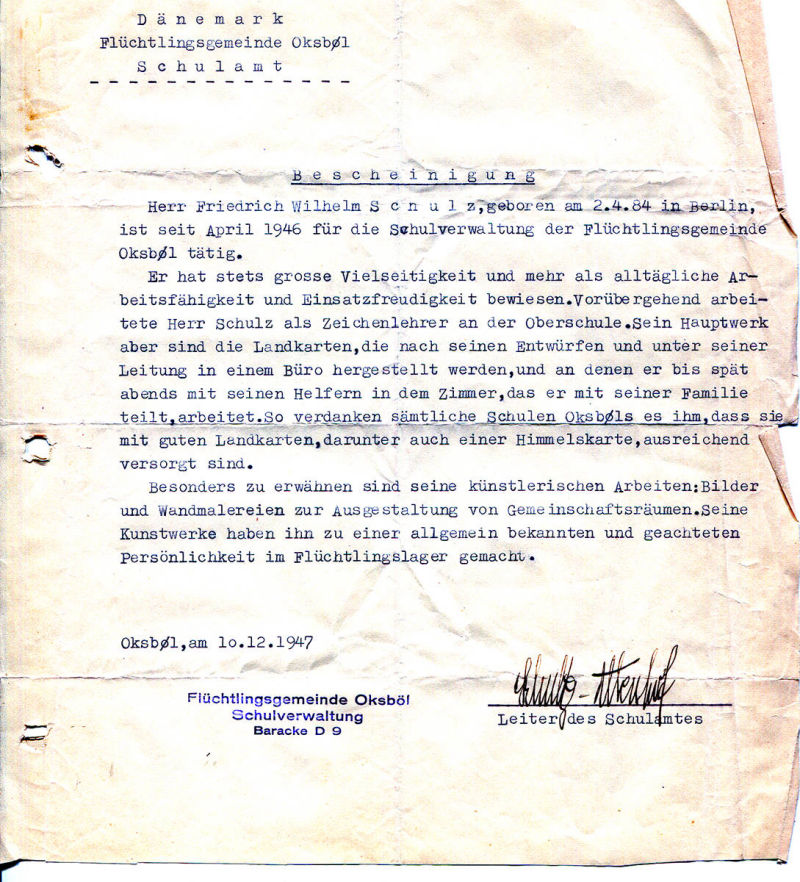 D ä n e m a r k
Flüchtlingsgemeinde Oksbøl
S c h u l a m t
B e s c h e i n i g u n g
Herr Friedrich Wilhelm S c h u l z,geboren am 2.4.84 in Berlin,
ist seit April 1946 für die Schulverwaltung der Flüchtlingsgemeinde
Oksbøl tätig.
Er hat stets grosse Vielseitigkeit und mehr als alltägliche Ar-
beitsfähigkeit und Einsatzfreudigkeit bewiesen.Vorübergehend arbei-
tete Herr Schulz als Zeichenlehrer an der Oberschule.Sein Hauptwerk
aber sind die Landkarten,die nach seinen Entwürfen und unter seiner
Leitung in einem Büro hergestellt werden,und an denen er bis spät
abends mit seinen Helfern in dem Zimmer,das er mit seiner Familie
teilt,arbeitet.So verdanken sämtliche Schulen Oksbøls es ihm,dass sie
mit guten Landkarten,darunter auch einer Himmelskarte,ausreichend
versorgt sind.
Besonders zu erwähnen sind seine künstlerischen Arbeiten:Bilder
und Wandmalereien zur Ausgestaltung von Gemeinschaftsräumen.Seine
Kunstwerke haben ihn zu einer allgemein bekannten und geachteten
Persönlichkeit im Flüchtlingslager gemacht.
Oksbøl,am 1o.12.1947
Flüchtlingsgemeinde Oksböl
Schulverwaltung
Baracke D 9
Leiter des Schulamtes